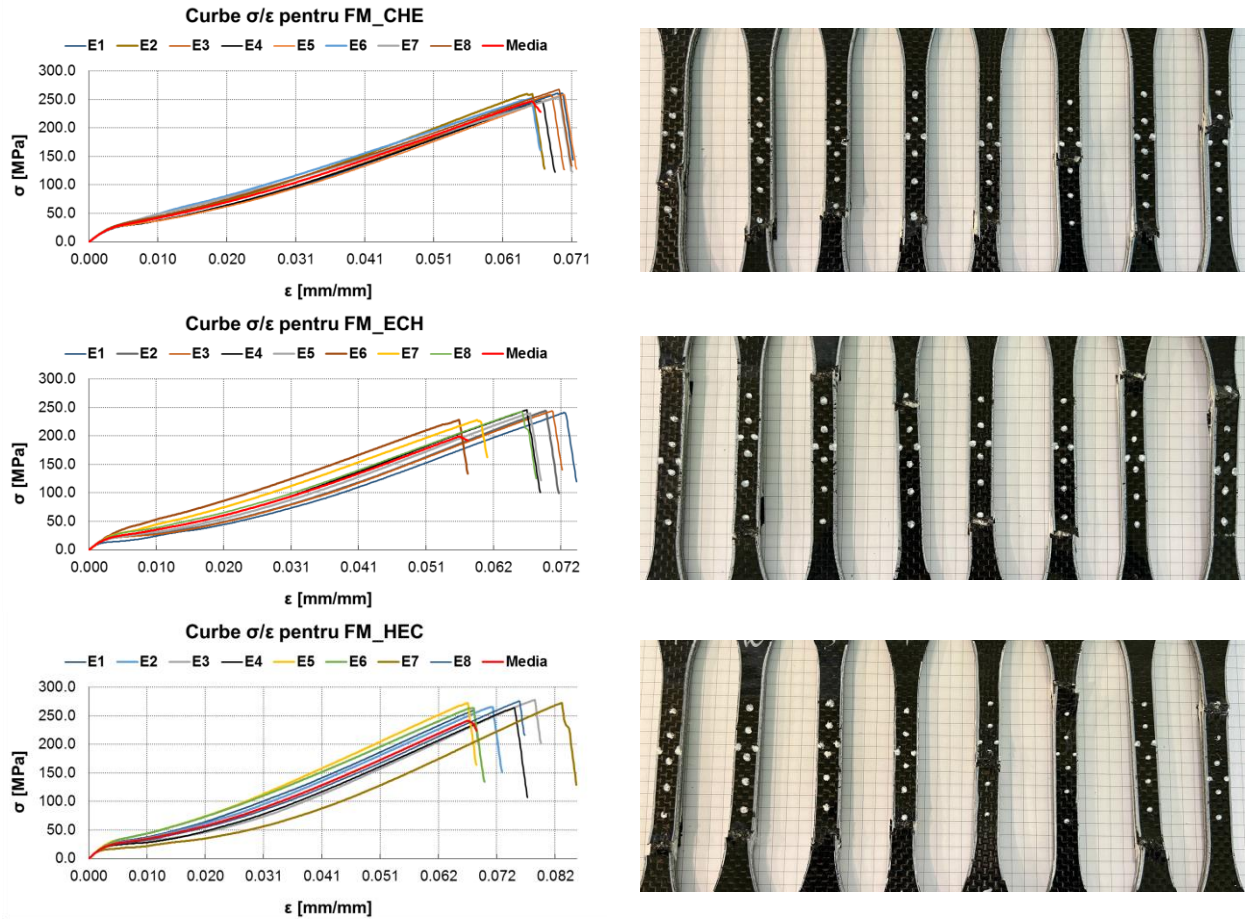 Curbe σ/ε pentru FM_CHE
E1 E2 E3 E4 E5 E6 E7 E8 Media
300.0
250.0
200.0
150.0
100.0
50.0
0.0
σ [MPa]
0.000 0.010 0.020 0.031 0.041 0.051 0.061 0.071
ε [mm/mm]
Curbe σ/ε pentru FM_ECH
E1 E2 E3 E4 E5 E6 E7 E8 Media
300.0
250.0
200.0
150.0
100.0
50.0
0.0
σ [MPa]
0.000 0.010 0.020 0.031 0.041 0.051 0.062 0.072
ε [mm/mm]
Curbe σ/ε pentru FM_HEC
E1 E2 E3 E4 E5 E6 E7 E8 Media
300.0
250.0
200.0
150.0
100.0
50.0
0.0
σ [MPa]
0.000 0.010 0.020 0.031 0.041 0.051 0.061 0.072 0.082
ε [mm/mm]